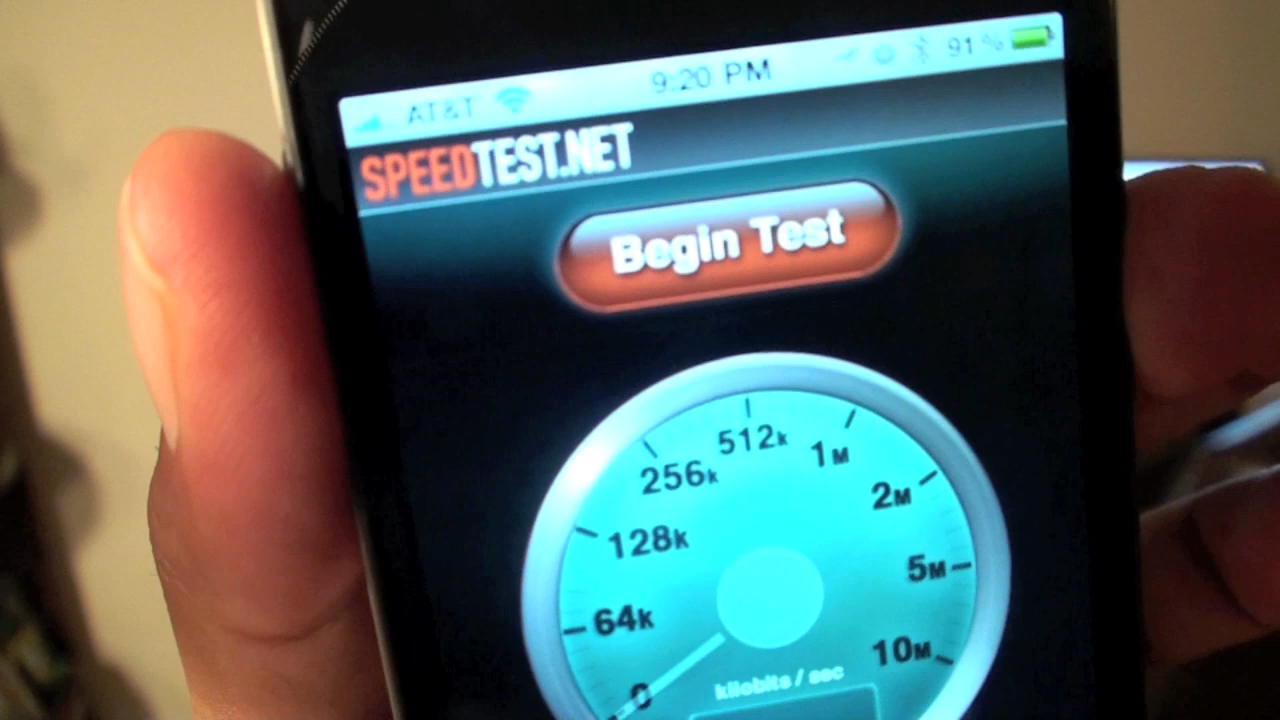 AT&T 9:20 PM 91 %
SPEEDTEST.NET
Begin Test
512k
1M
256k
2M
128k
5M
64k
10M
kilobits / sec
0